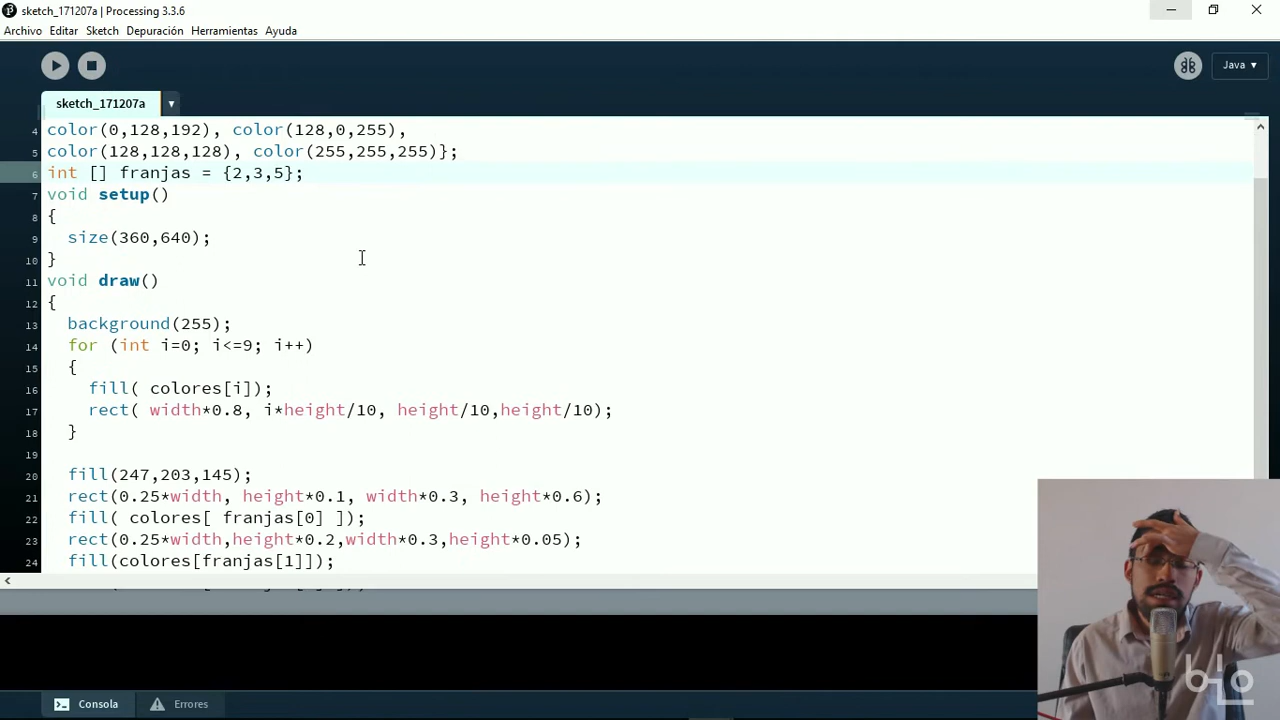 sketch_171207a | Processing 3.3.6
Archivo Editar Sketch Depuración Herramientas Ayuda
Java ▾
sketch_171207a ▾
4 color(0,128,192), color(128,0,255),
5 color(128,128,128), color(255,255,255)};
6 int [] franjas = {2,3,5};
7 void setup()
8 {
9 size(360,640);
10 }
11 void draw()
12 {
13 background(255);
14 for (int i=0; i<=9; i++)
15 {
16 fill( colores[i]);
17 rect( width*0.8, i*height/10, height/10,height/10);
18 }
19
20 fill(247,203,145);
21 rect(0.25*width, height*0.1, width*0.3, height*0.6);
22 fill( colores[ franjas[0] ]);
23 rect(0.25*width,height*0.2,width*0.3,height*0.05);
24 fill(colores[franjas[1]]);
Consola Errores